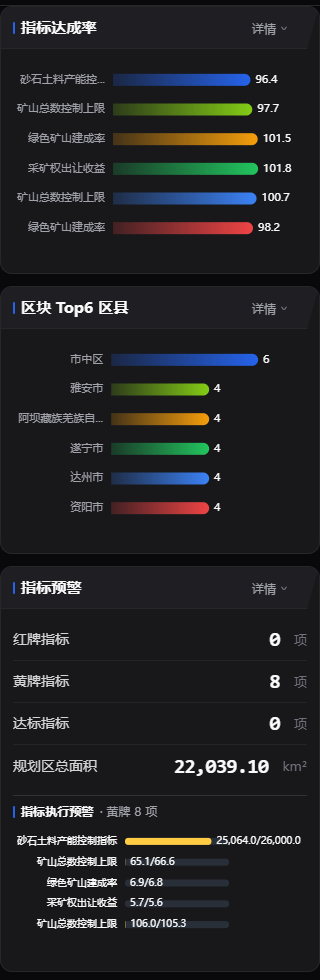 指标达成率 详情
砂石土料产能控... 96.4
矿山总数控制上限 97.7
绿色矿山建成率 101.5
采矿权出让收益 101.8
矿山总数控制上限 100.7
绿色矿山建成率 98.2
区块 Top6 区县 详情
市中区 6
雅安市 4
阿坝藏族羌族自... 4
遂宁市 4
达州市 4
资阳市 4
指标预警 详情
红牌指标 0 项
黄牌指标 8 项
达标指标 0 项
规划区总面积 22,039.10 km²
指标执行预警 · 黄牌 8 项
砂石土料产能控制指标 25,064.0/26,000.0
矿山总数控制上限 65.1/66.6
绿色矿山建成率 6.9/6.8
采矿权出让收益 5.7/5.6
矿山总数控制上限 106.0/105.3